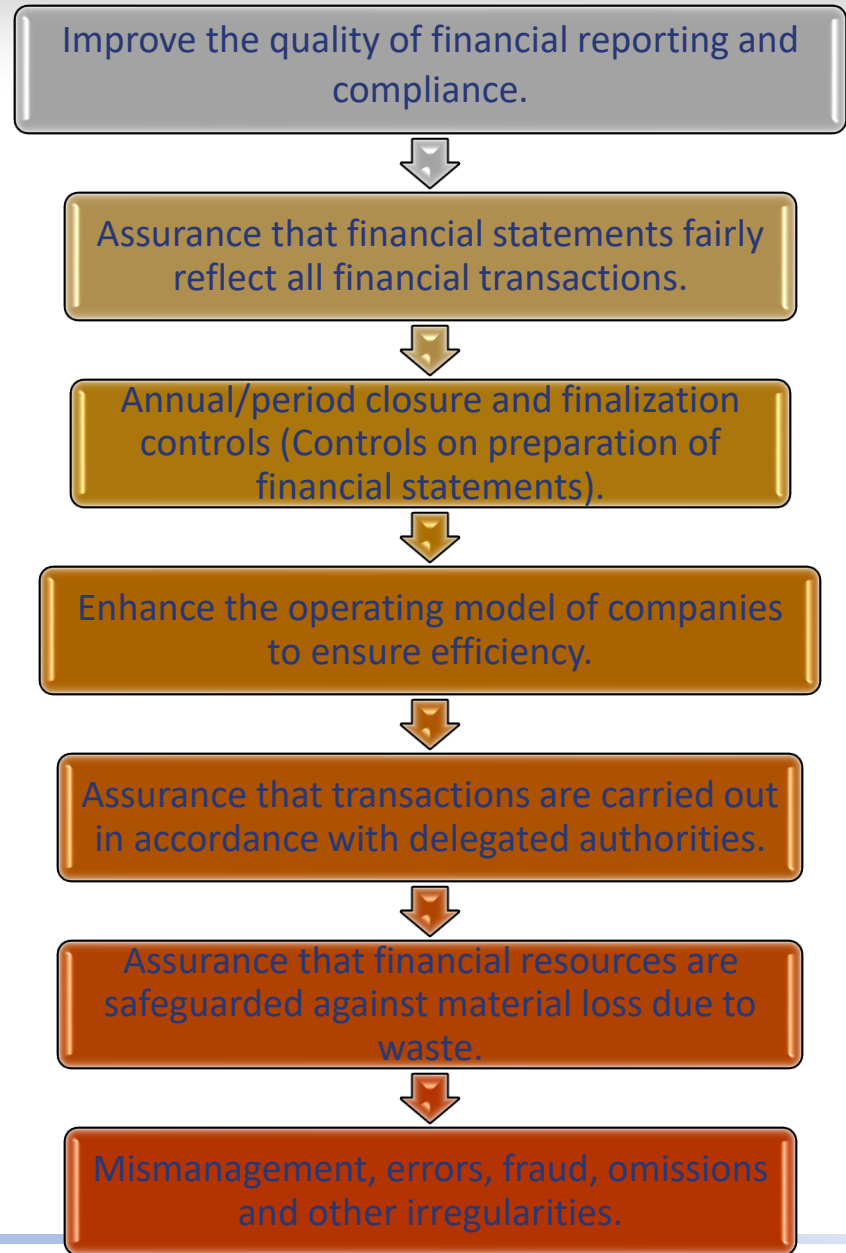 Improve the quality of financial reporting and
compliance.
Assurance that financial statements fairly
reflect all financial transactions.
Annual/period closure and finalization
controls (Controls on preparation of
financial statements).
Enhance the operating model of companies
to ensure efficiency.
Assurance that transactions are carried out
in accordance with delegated authorities.
Assurance that financial resources are
safeguarded against material loss due to
waste.
Mismanagement, errors, fraud, omissions
and other irregularities.